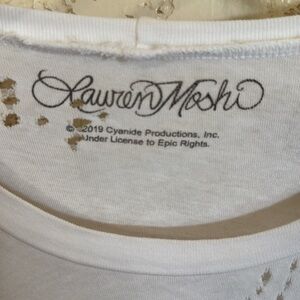 Lauren Moshi
© 2019 Cyanide Productions, Inc.
Under License to Epic Rights.